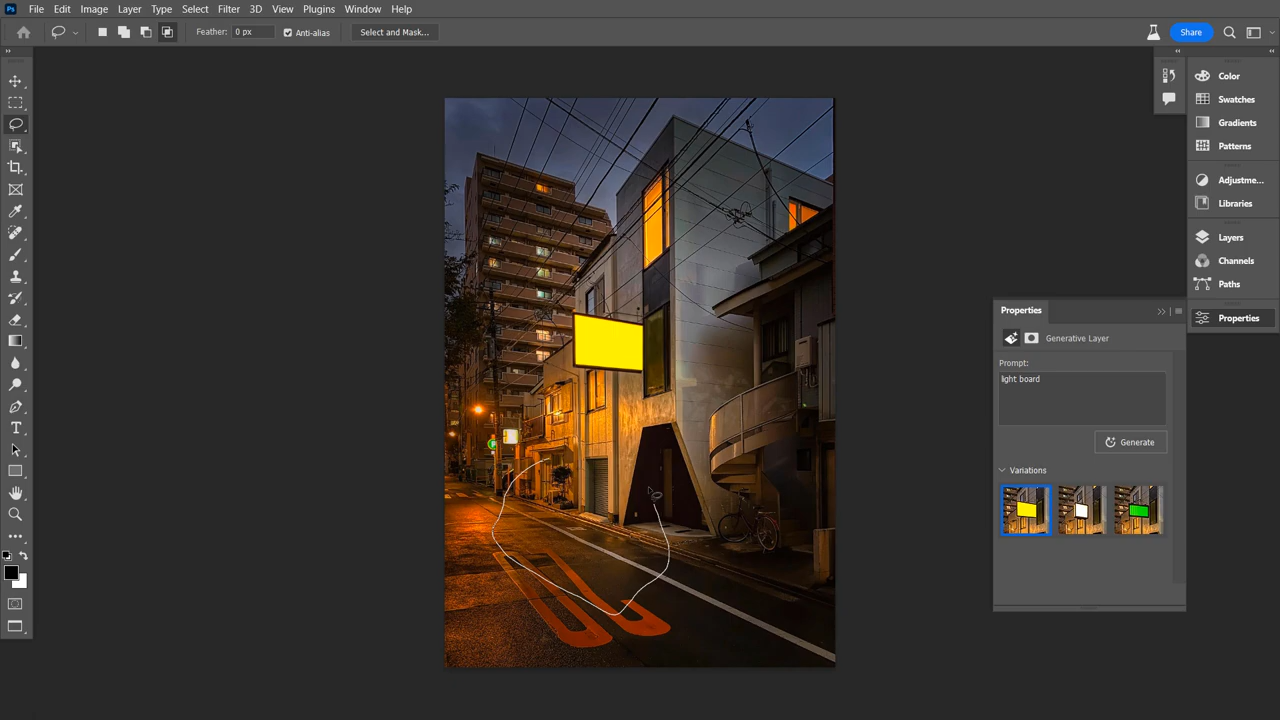 Ps File Edit Image Layer Type Select Filter 3D View Plugins Window Help
Feather: 0 px Anti-alias Select and Mask... Share
Color
Swatches
Gradients
Patterns
Adjustme...
Libraries
Layers
Channels
Paths
Properties
Properties
Generative Layer
Prompt:
light board
Generate
Variations
T
P